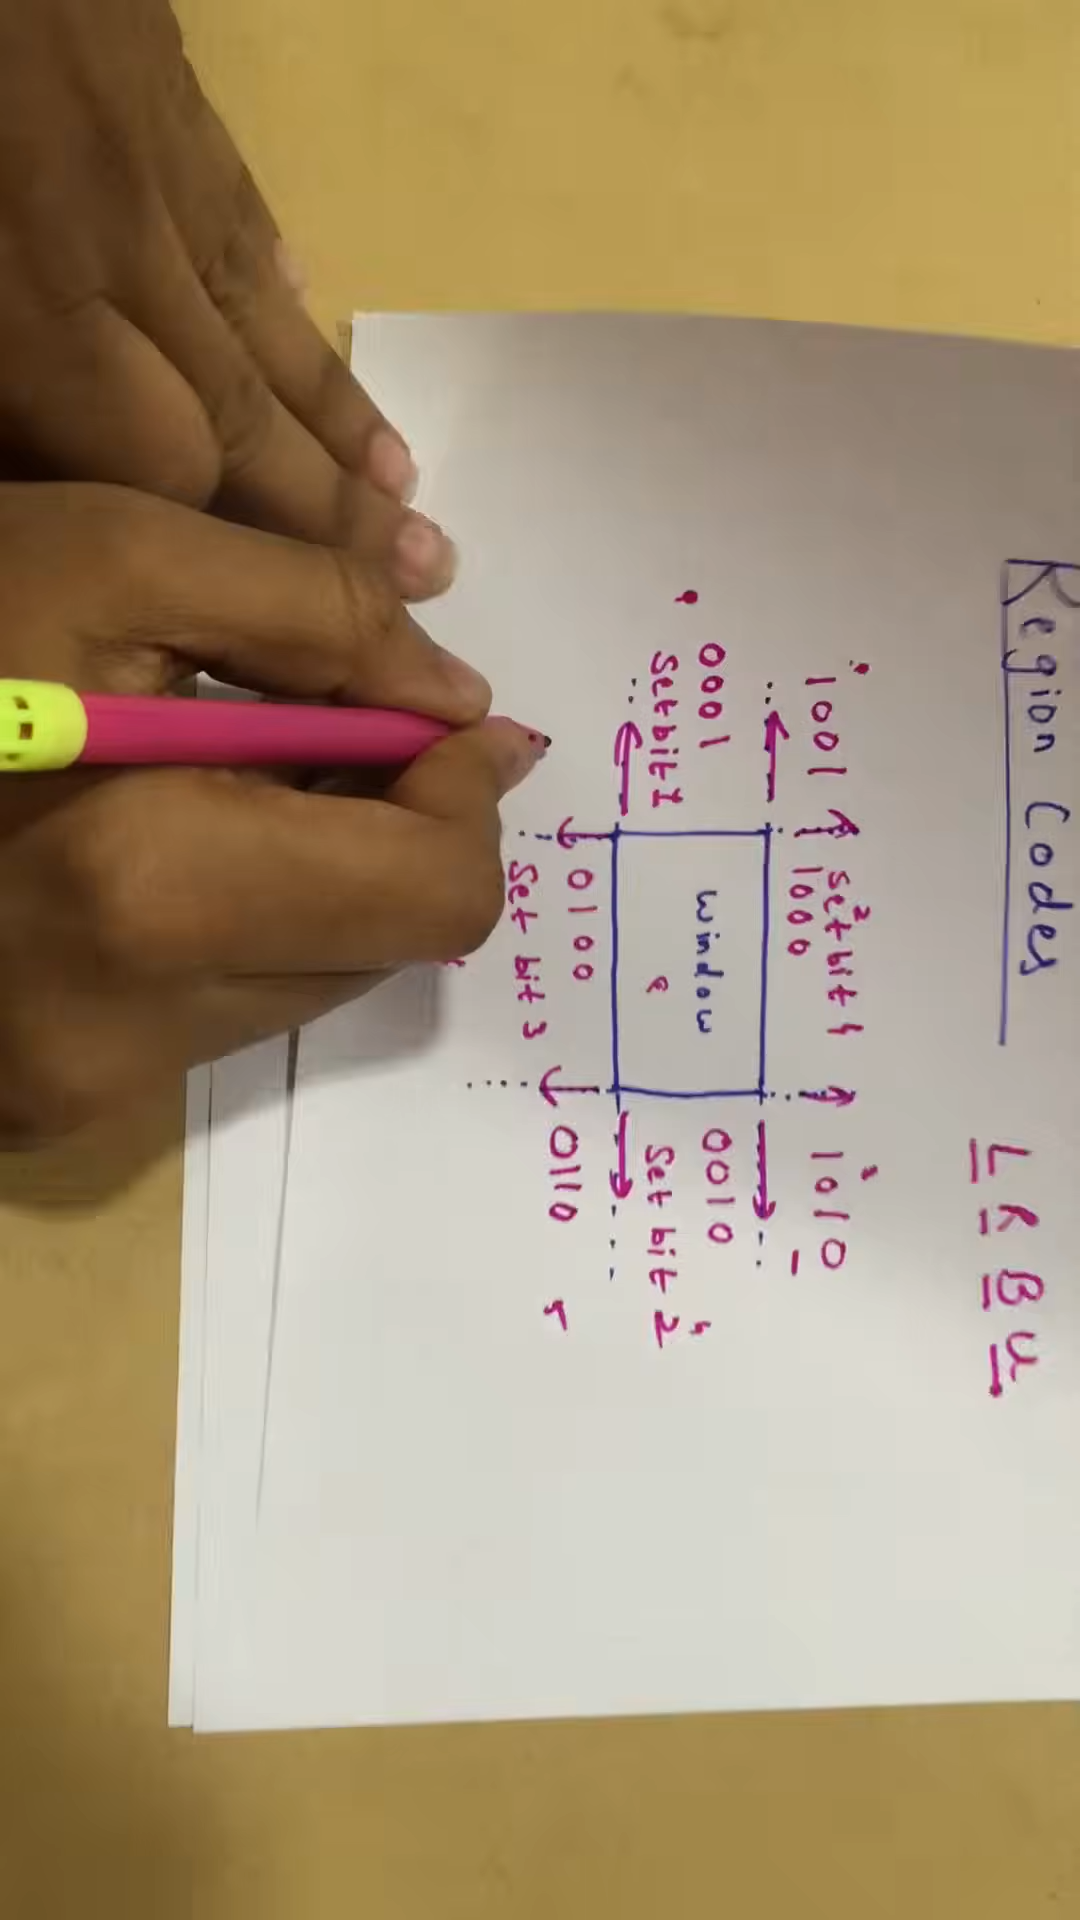 Region Codes
L R B U
1001 set bit 4 1010
1000
0001 window 0010
Set bit 1 Set bit 2
0100 0110
Set bit 3